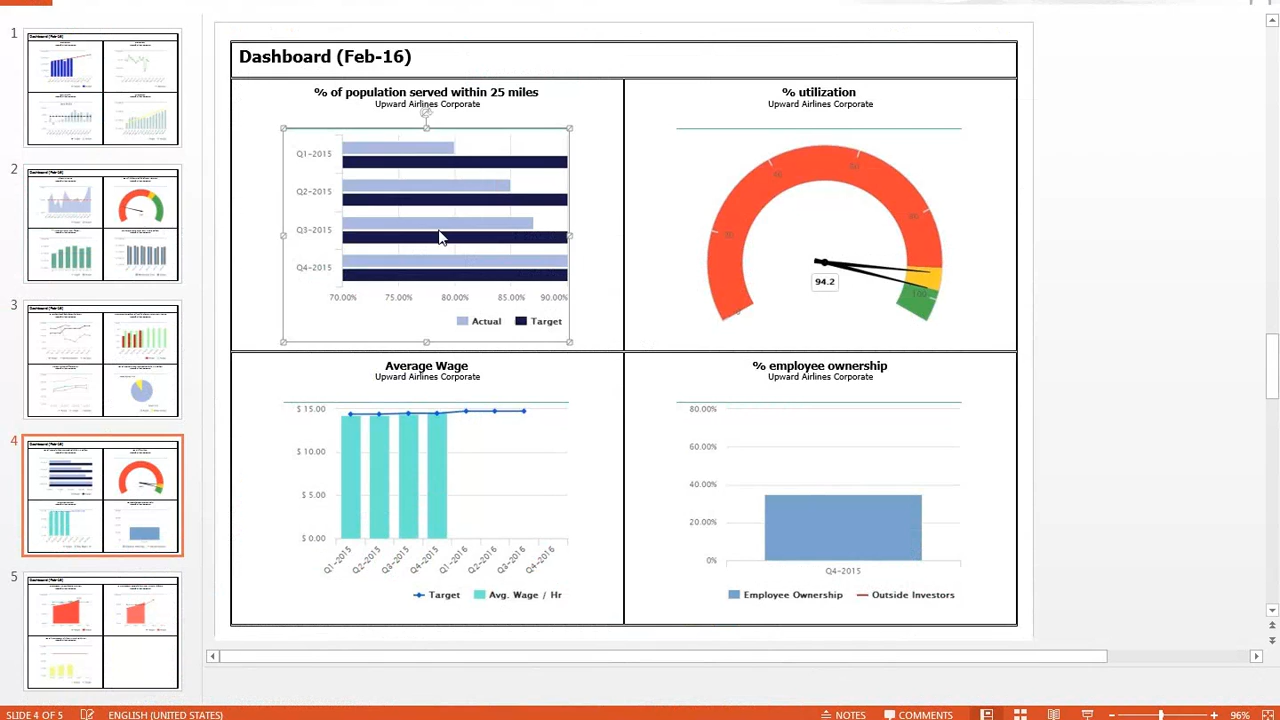 1
2
3
4
5
Dashboard (Feb-16)
% of population served within 25 miles
Upward Airlines Corporate
Q1-2015
Q2-2015
Q3-2015
Q4-2015
70.00% 75.00% 80.00% 85.00% 90.00%
Actual Target
% utilization
Upward Airlines Corporate
94.2
100
Average Wage
Upward Airlines Corporate
$ 15.00
$ 10.00
$ 5.00
$ 0.00
Q1-2015 Q2-2015 Q3-2015 Q4-2015 Q1-2016 Q2-2016 Q3-2016 Q4-2016
Target Avg. Wage / Hr
% employee ownership
Upward Airlines Corporate
80.00%
60.00%
40.00%
20.00%
0%
Q4-2015
Employee Ownership Outside Investors
SLIDE 4 OF 5 ENGLISH (UNITED STATES) NOTES COMMENTS 96%